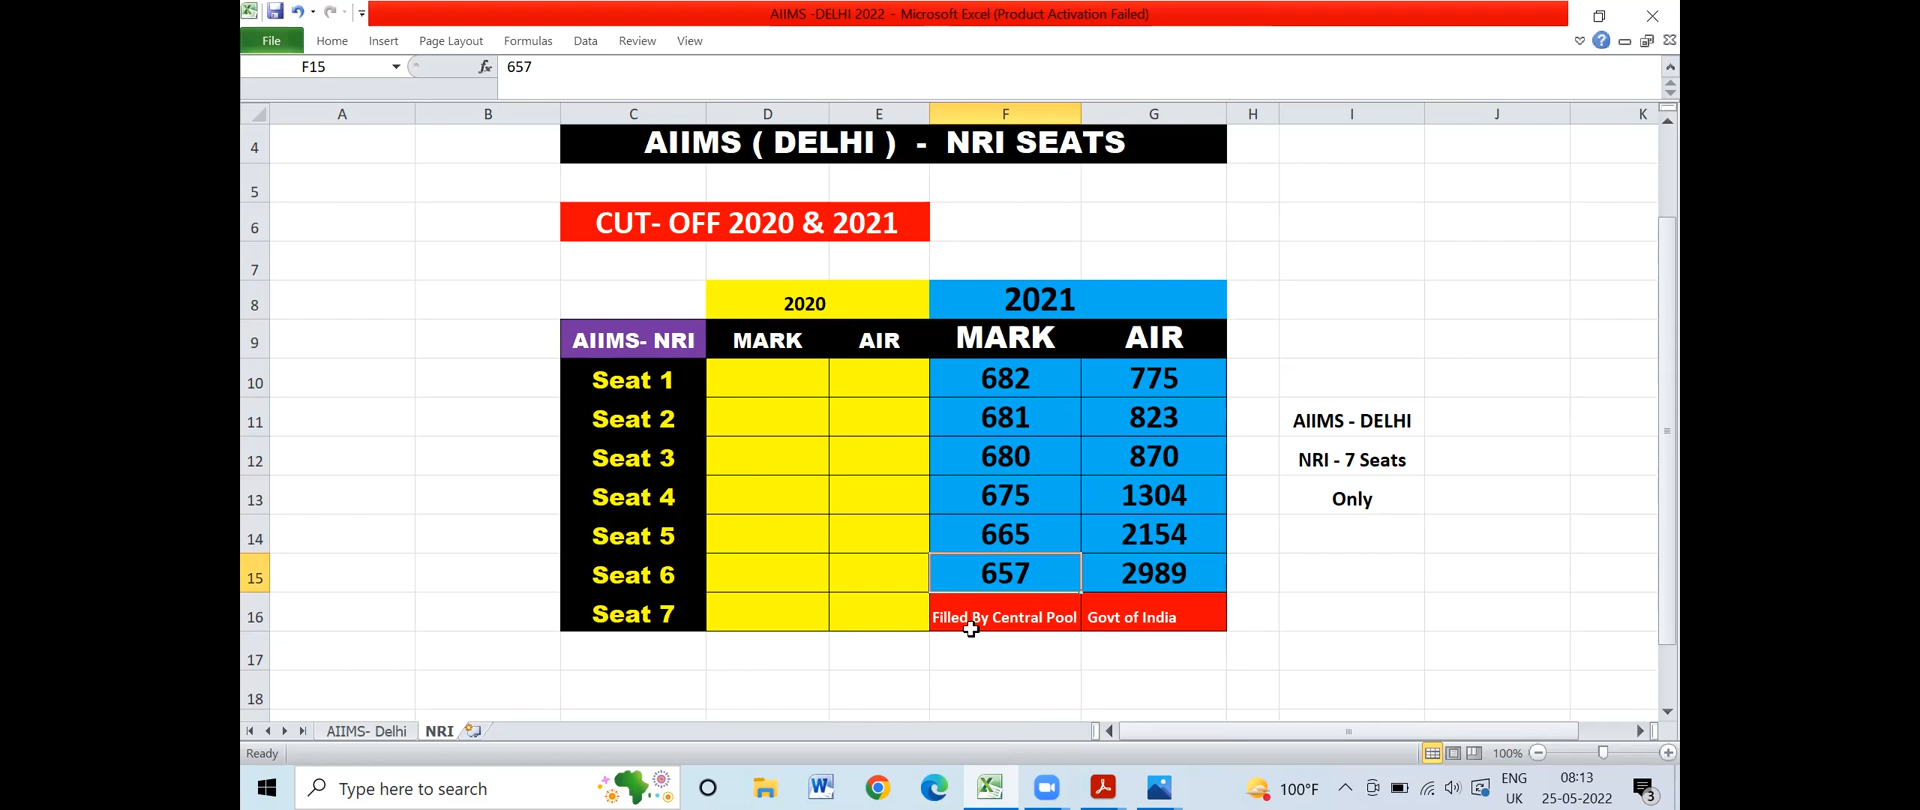 AIIMS -DELHI 2022 - Microsoft Excel (Product Activation Failed)
File Home Insert Page Layout Formulas Data Review View
F15 fx 657
A B C D E F G H I J K
4 AIIMS ( DELHI ) - NRI SEATS
5
6 CUT- OFF 2020 & 2021
7
8 2020 2021
9 AIIMS- NRI MARK AIR MARK AIR
10 Seat 1 682 775
11 Seat 2 681 823 AIIMS - DELHI
12 Seat 3 680 870 NRI - 7 Seats
13 Seat 4 675 1304 Only
14 Seat 5 665 2154
15 Seat 6 657 2989
16 Seat 7 Filled By Central Pool Govt of India
17
18
AIIMS- Delhi NRI
Ready 100%
Type here to search 100°F ENG 08:13
UK 25-05-2022 3